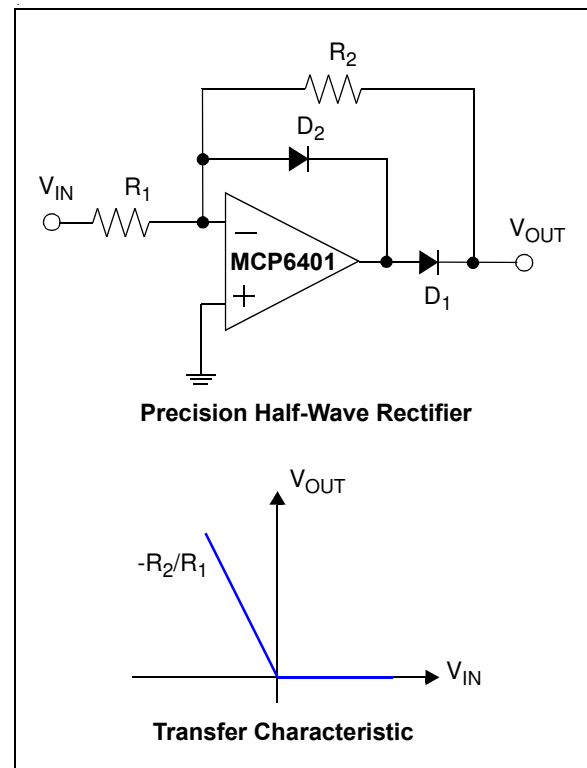 R2
D2
VIN
R1
VOUT
−
MCP6401
+
D1
Precision Half-Wave Rectifier
VOUT
-R2/R1
VIN
Transfer Characteristic